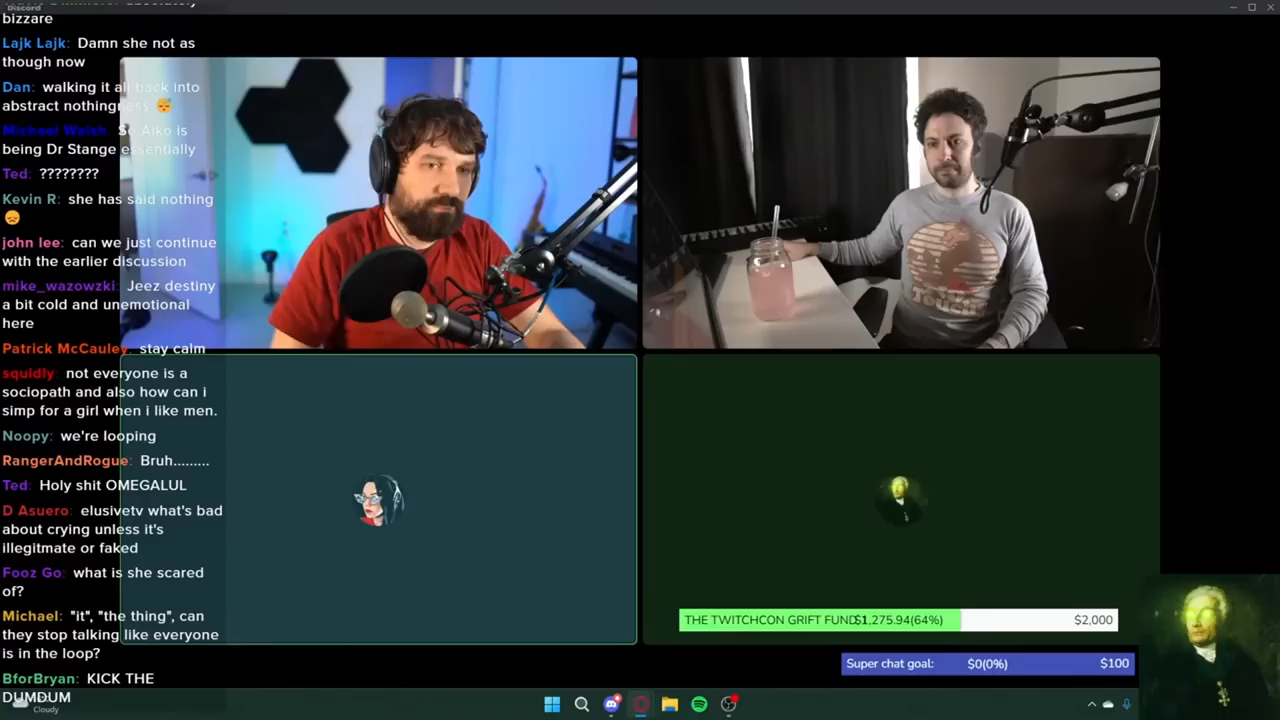 Discord
bizzare
Lajk Lajk: Damn she not as
though now
Dan: walking it all back into
abstract nothingness 😴
Michael Walsh: So Aiko is
being Dr Stange essentially
Ted: ????????
Kevin R: she has said nothing
😞
john lee: can we just continue
with the earlier discussion
mike_wazowzki: Jeez destiny
a bit cold and unemotional
here
Patrick McCauley: stay calm
squidly: not everyone is a
sociopath and also how can i
simp for a girl when i like men.
Noopy: we're looping
RangerAndRogue: Bruh.........
Ted: Holy shit OMEGALUL
D Asuero: elusivetv what's bad
about crying unless it's
illegitmate or faked
Fooz Go: what is she scared
of?
Michael: "it", "the thing", can
they stop talking like everyone
is in the loop?
BforBryan: KICK THE
DUMDUM
THE TWITCHCON GRIFT FUND $1,275.94(64%) $2,000
Super chat goal: $0(0%) $100
Cloudy